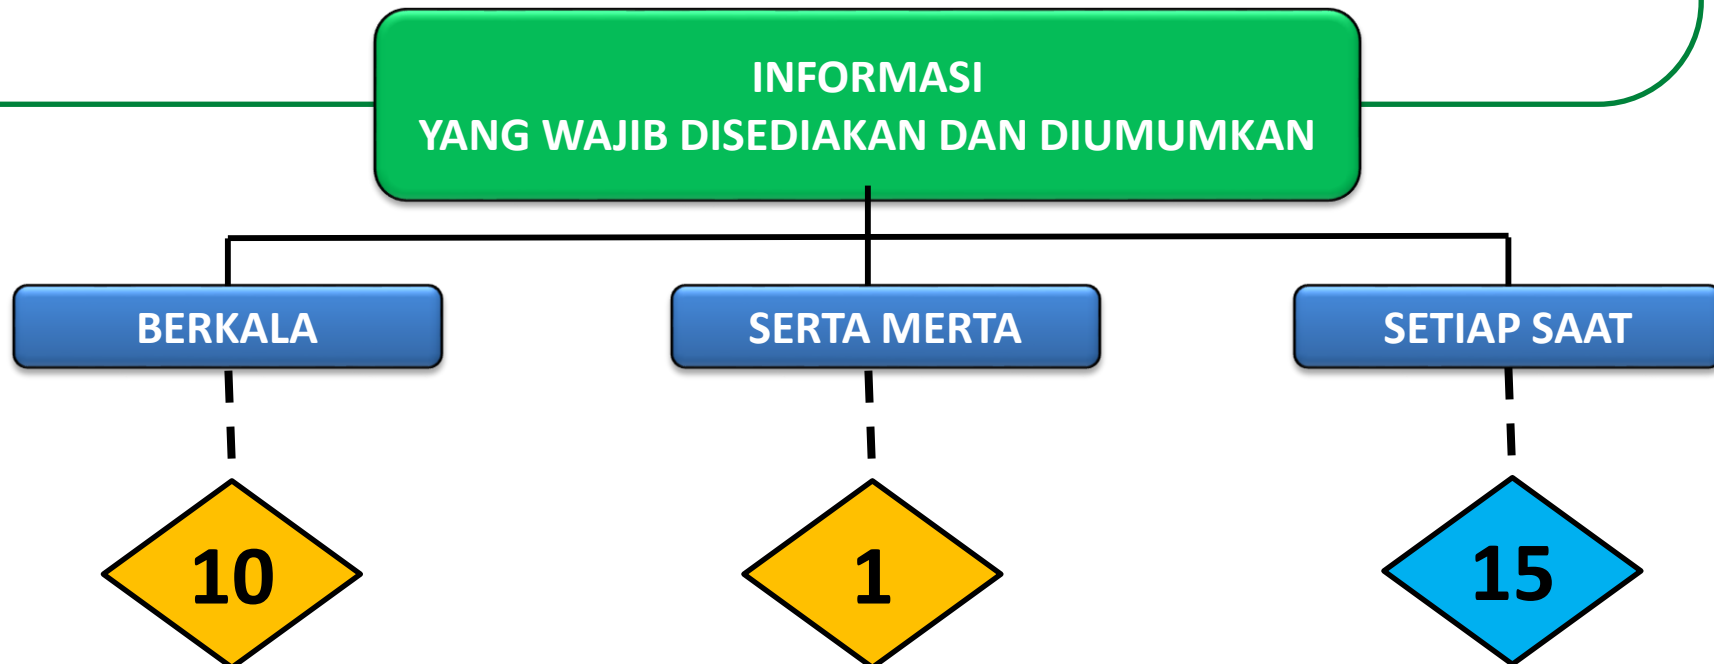 INFORMASI
YANG WAJIB DISEDIAKAN DAN DIUMUMKAN
BERKALA
SERTA MERTA
SETIAP SAAT
10
1
15